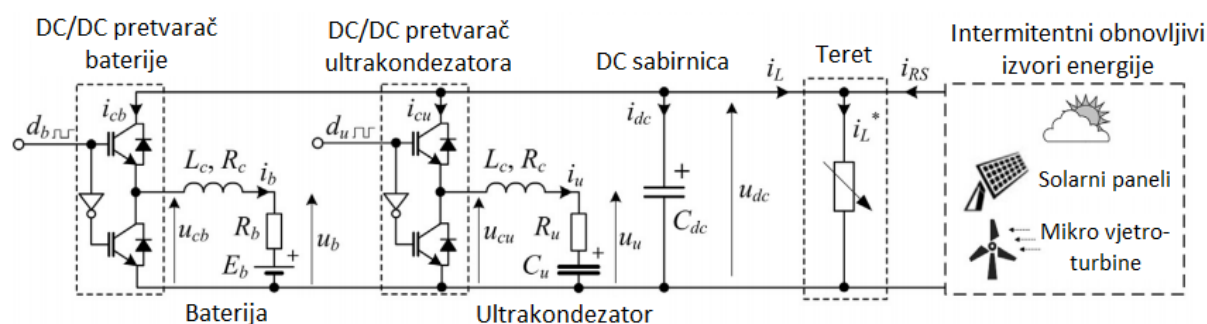 DC/DC pretvarač
baterije
DC/DC pretvarač
ultrakondezatora
DC sabirnica
Teret
Intermitentni obnovljivi
izvori energije
i_cb
d_b
L_c, R_c
i_b
R_b
E_b
u_cb
u_b
Baterija
i_cu
d_u
L_c, R_c
i_u
R_u
C_u
u_cu
u_u
Ultrakondezator
i_dc
C_dc
u_dc
i_L
i_L*
i_RS
Solarni paneli
Mikro vjetro-
turbine